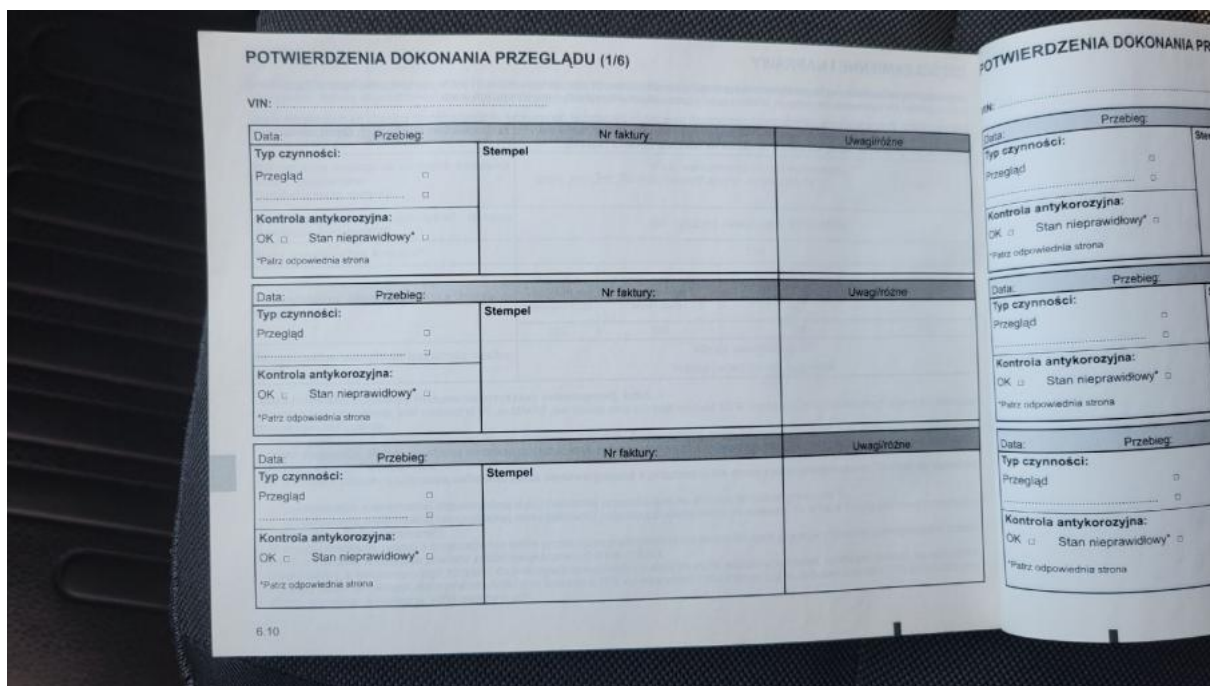 POTWIERDZENIA DOKONANIA PRZEGLĄDU (1/6)
VIN:
Data: Przebieg: Nr faktury: Uwagi/różne
Typ czynności: Stempel
Przegląd
Kontrola antykorozyjna:
OK □ Stan nieprawidłowy* □
*Patrz odpowiednia strona
Data: Przebieg: Nr faktury: Uwagi/różne
Typ czynności: Stempel
Przegląd
Kontrola antykorozyjna:
OK □ Stan nieprawidłowy* □
*Patrz odpowiednia strona
Data: Przebieg: Nr faktury: Uwagi/różne
Typ czynności: Stempel
Przegląd
Kontrola antykorozyjna:
OK □ Stan nieprawidłowy* □
*Patrz odpowiednia strona
6.10
POTWIERDZENIA DOKONANIA PR
VIN:
Data: Przebieg:
Typ czynności:
Przegląd
Kontrola antykorozyjna:
OK □ Stan nieprawidłowy* □
*Patrz odpowiednia strona
Data: Przebieg:
Typ czynności:
Przegląd
Kontrola antykorozyjna:
OK □ Stan nieprawidłowy* □
*Patrz odpowiednia strona
Data: Przebieg:
Typ czynności:
Przegląd
Kontrola antykorozyjna:
OK □ Stan nieprawidłowy* □
*Patrz odpowiednia strona